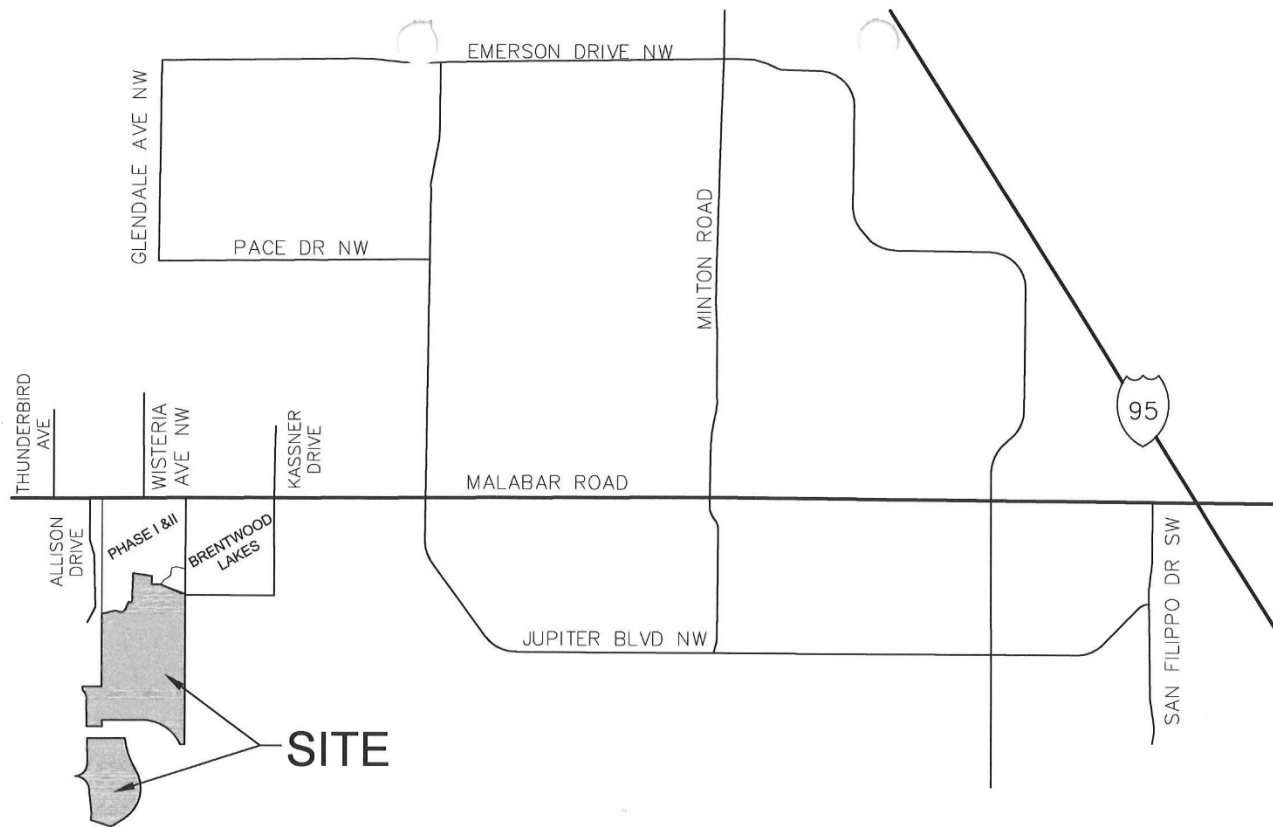 EMERSON DRIVE NW
GLENDALE AVE NW
PACE DR NW
MINTON ROAD
95
THUNDERBIRD
AVE
WISTERIA
AVE NW
KASSNER
DRIVE
MALABAR ROAD
ALLISON
DRIVE
PHASE I &II
BRENTWOOD
LAKES
JUPITER BLVD NW
SAN FILIPPO DR SW
SITE